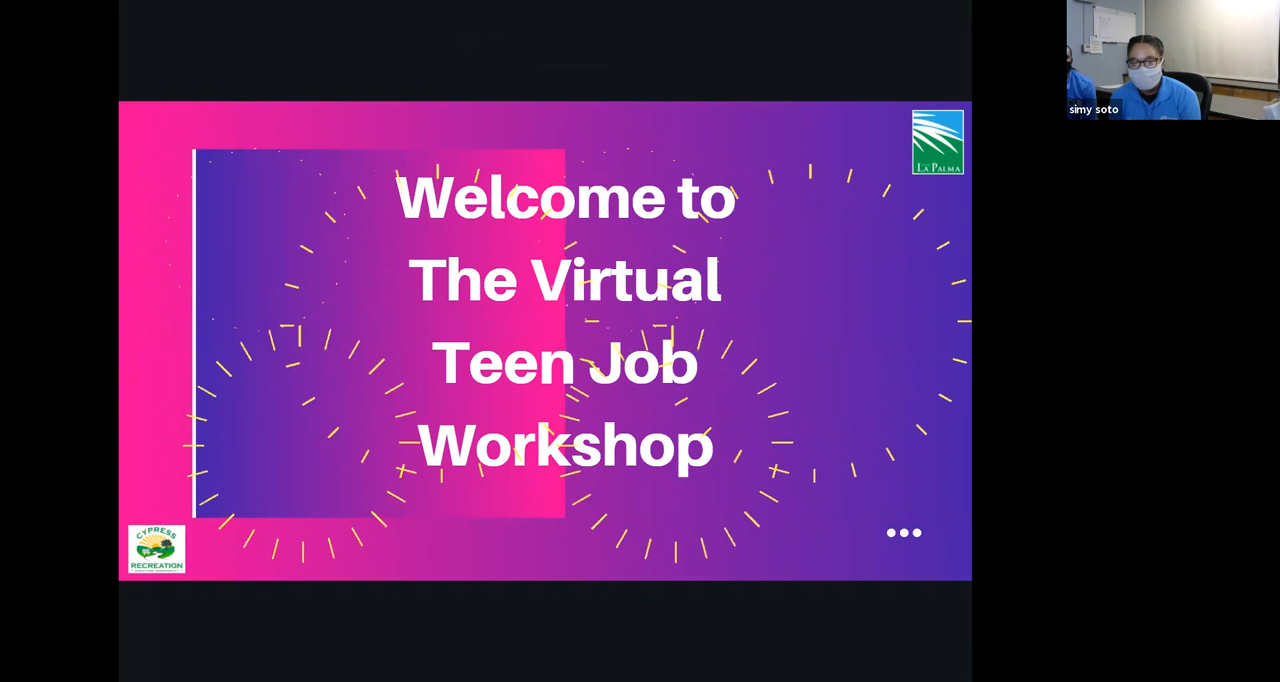 Welcome to
The Virtual
Teen Job
Workshop
LA PALMA
CYPRESS
RECREATION
simy soto